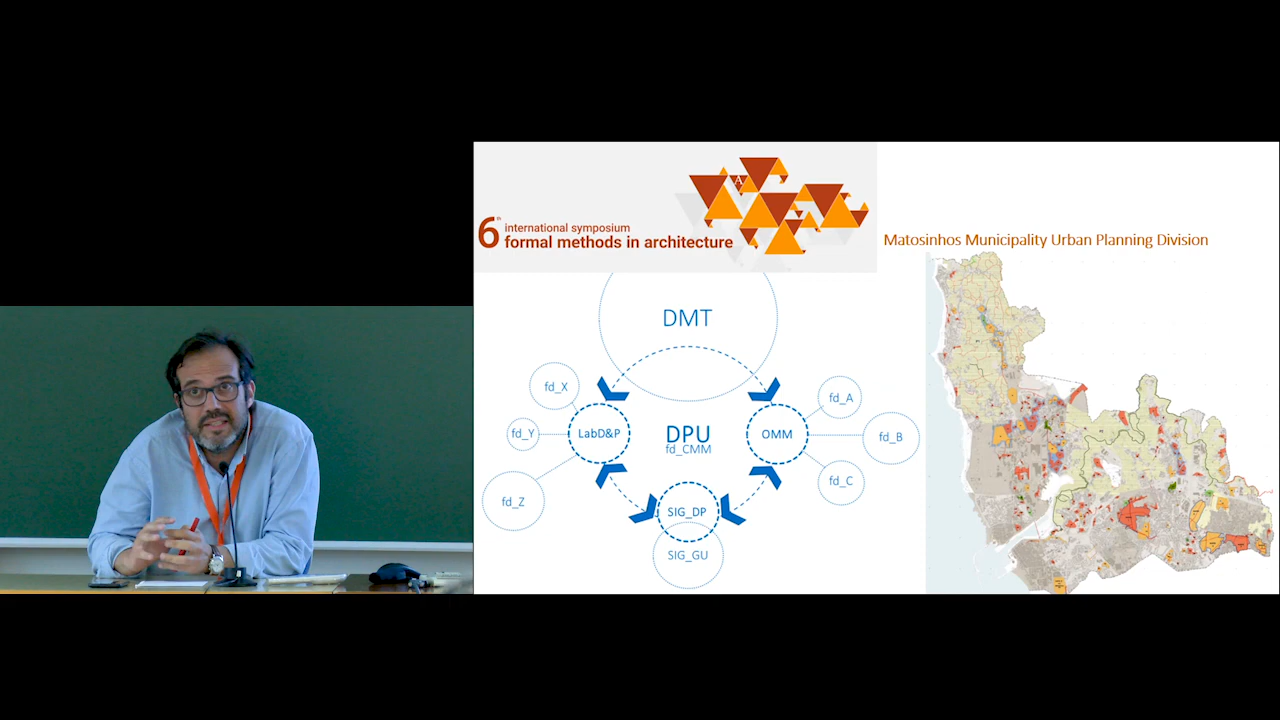 6th international symposium
formal methods in architecture
A
Matosinhos Municipality Urban Planning Division
DMT
fd_X
fd_A
fd_Y
LabD&P
DPU
fd_CMM
OMM
fd_B
fd_Z
fd_C
SIG_DP
SIG_GU